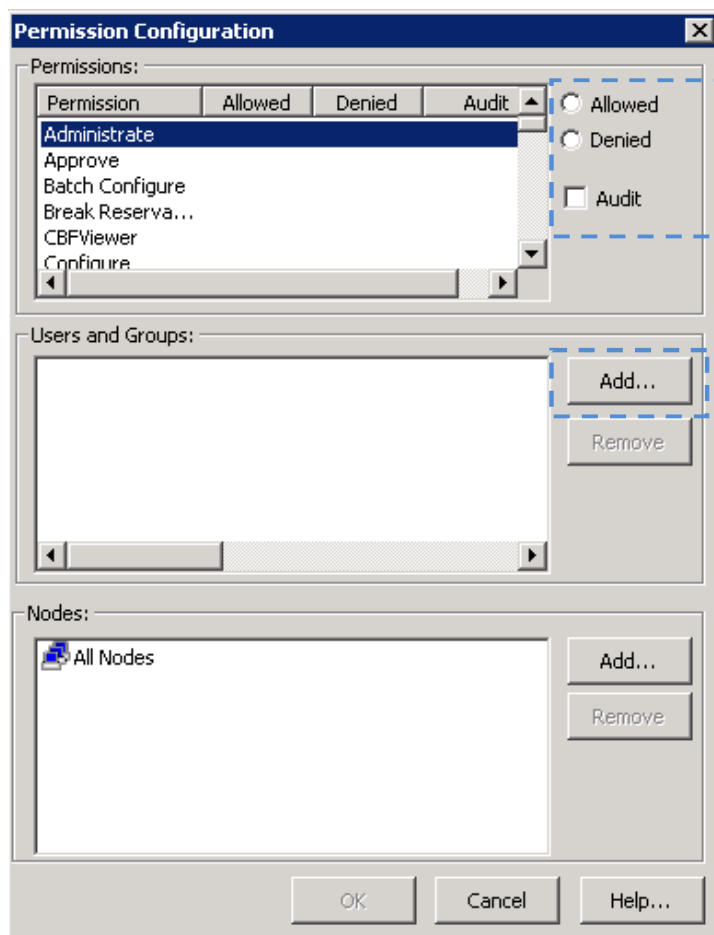 Permission Configuration
Permissions:
Permission Allowed Denied Audit
Administrate
Approve
Batch Configure
Break Reserva...
CBFViewer
Configure
Allowed
Denied
Audit
Users and Groups:
Add...
Remove
Nodes:
All Nodes
Add...
Remove
OK Cancel Help...